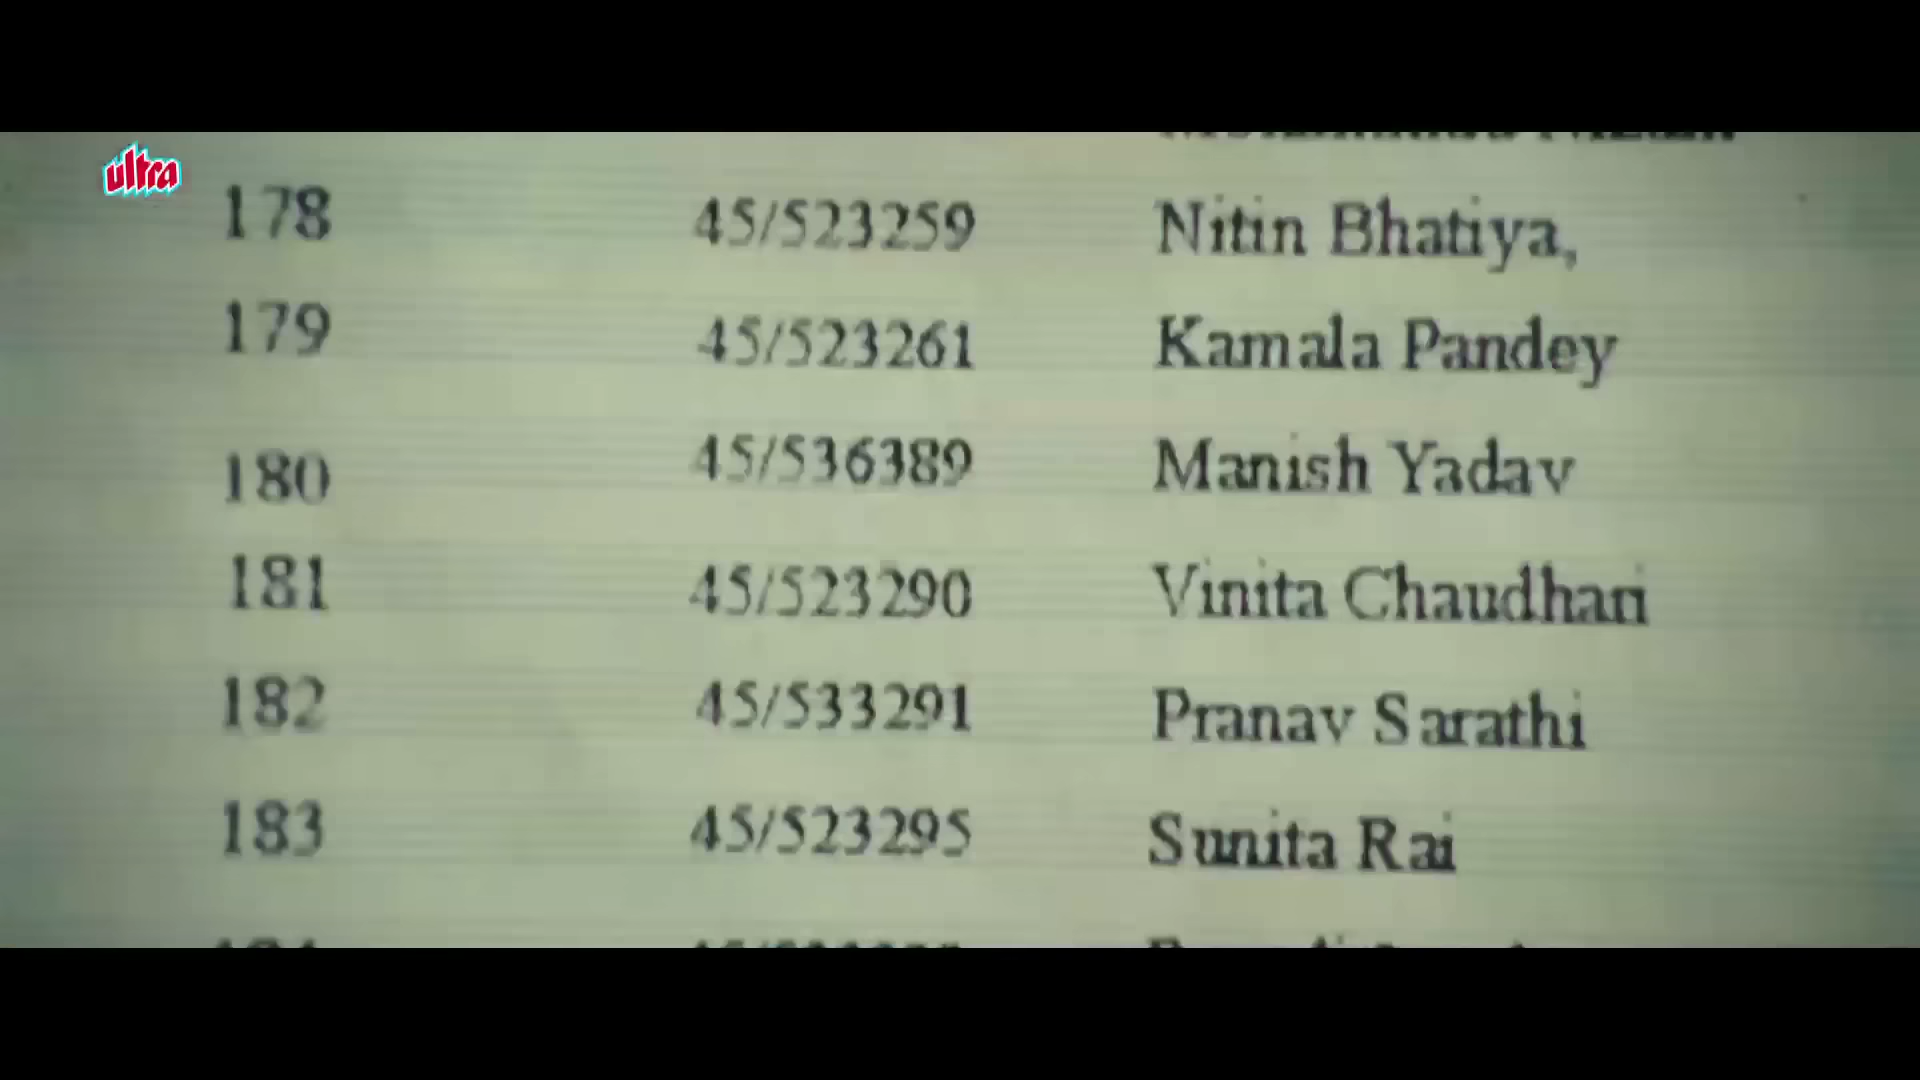 ultra
178 45/523259 Nitin Bhatiya,
179 45/523261 Kamala Pandey
180 45/536389 Manish Yadav
181 45/523290 Vinita Chaudhari
182 45/533291 Pranav Sarathi
183 45/523295 Sunita Rai